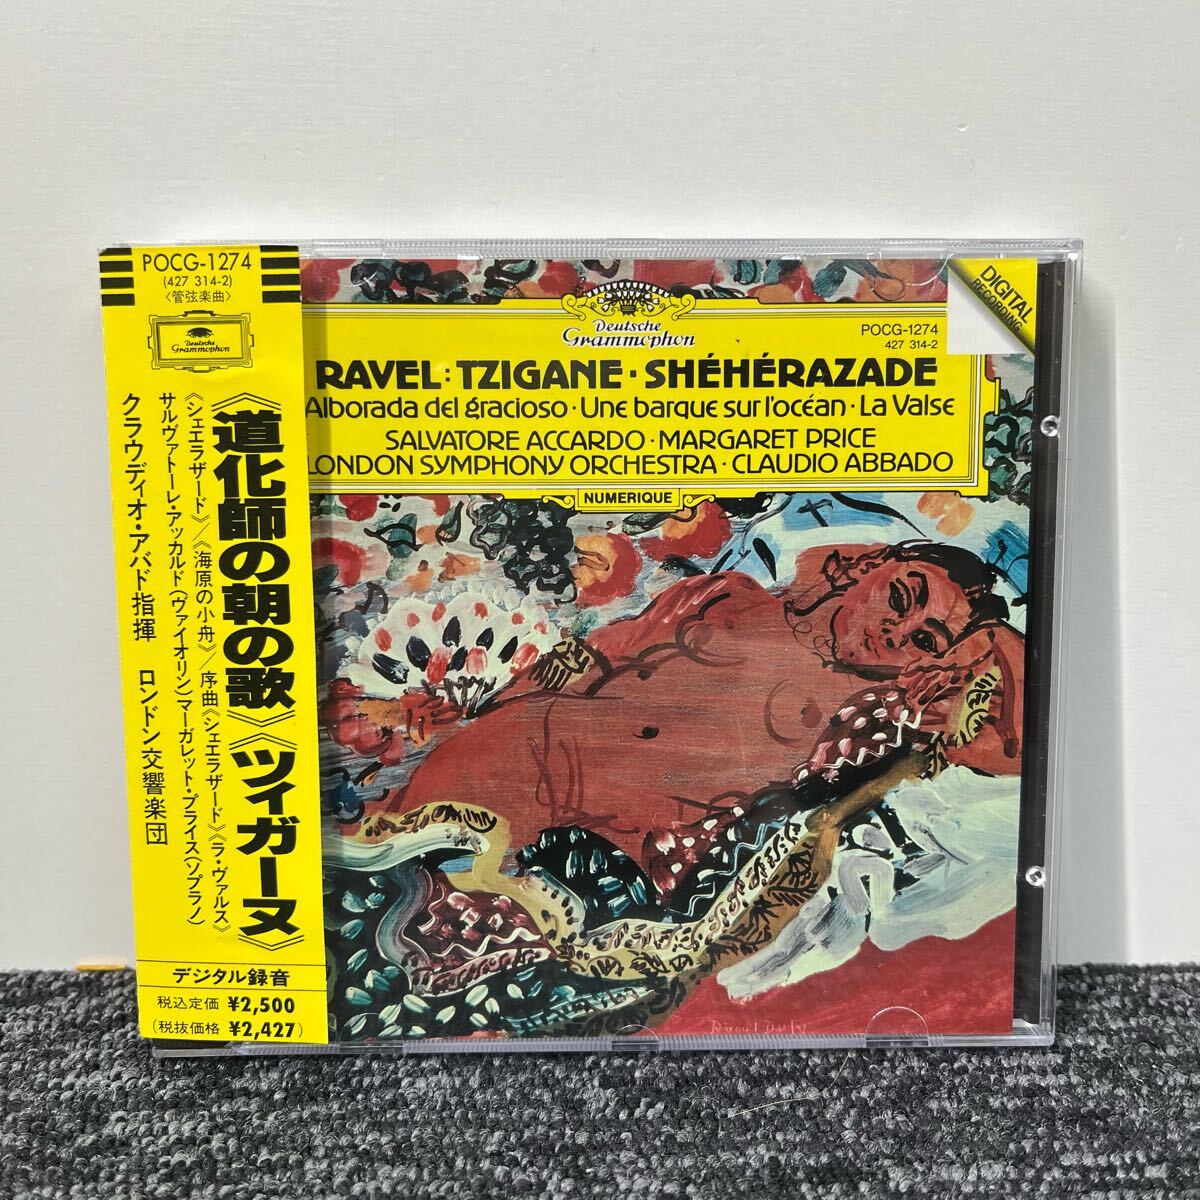 POCG-1274
(427 314-2)
〈管弦楽曲〉
Deutsche
Grammophon
《道化師の朝の歌》《ツィガーヌ》
《シェエラザード》/《海原の小舟》/序曲《シェエラザード》《ラ・ヴァルス》
サルヴァトーレ・アッカルド(ヴァイオリン)マーガレット・プライス(ソプラノ)
クラウディオ・アバド指揮 ロンドン交響楽団
デジタル録音
税込定価 ¥2,500
(税抜価格 ¥2,427)
Deutsche
Grammophon
DIGITAL
RECORDING
POCG-1274
427 314-2
RAVEL: TZIGANE · SHÉHÉRAZADE
Alborada del gracioso · Une barque sur l'océan · La Valse
SALVATORE ACCARDO · MARGARET PRICE
LONDON SYMPHONY ORCHESTRA · CLAUDIO ABBADO
NUMERIQUE
Raoul Dufy